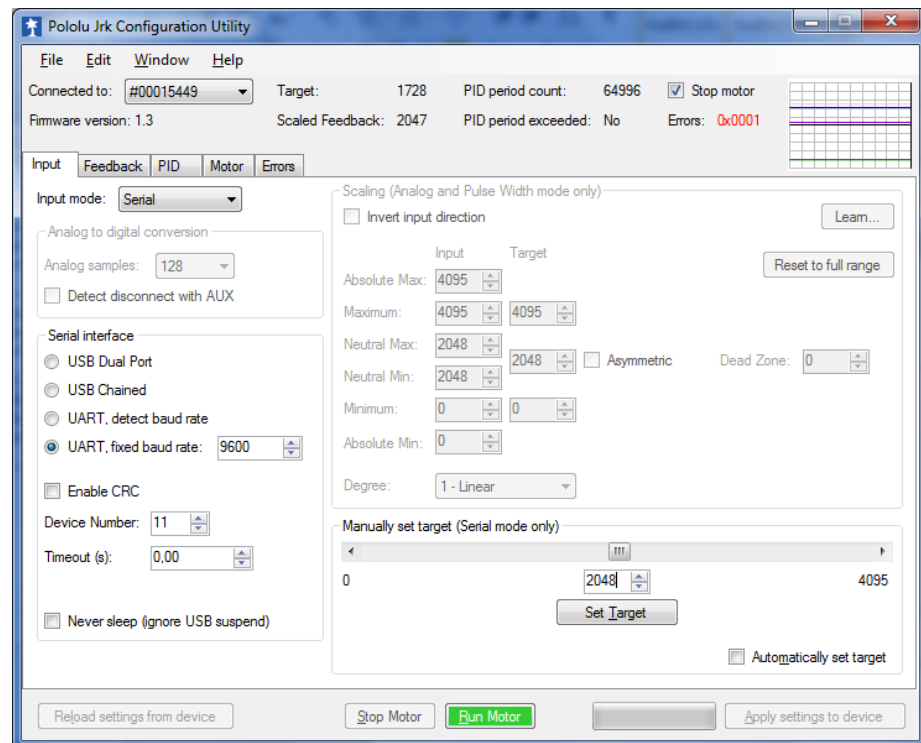 Pololu Jrk Configuration Utility
File Edit Window Help
Connected to: #00015449 Target: 1728 PID period count: 64996 Stop motor
Firmware version: 1.3 Scaled Feedback: 2047 PID period exceeded: No Errors: 0x0001
Input Feedback PID Motor Errors
Input mode: Serial
Analog to digital conversion
Analog samples: 128
Detect disconnect with AUX
Serial interface
USB Dual Port
USB Chained
UART, detect baud rate
UART, fixed baud rate: 9600
Enable CRC
Device Number: 11
Timeout (s): 0,00
Never sleep (ignore USB suspend)
Scaling (Analog and Pulse Width mode only)
Invert input direction Learn...
Input Target Reset to full range
Absolute Max: 4095
Maximum: 4095 4095
Neutral Max: 2048
2048 Asymmetric Dead Zone: 0
Neutral Min: 2048
Minimum: 0 0
Absolute Min: 0
Degree: 1 - Linear
Manually set target (Serial mode only)
0 2048 4095
Set Target
Automatically set target
Reload settings from device Stop Motor Run Motor Apply settings to device